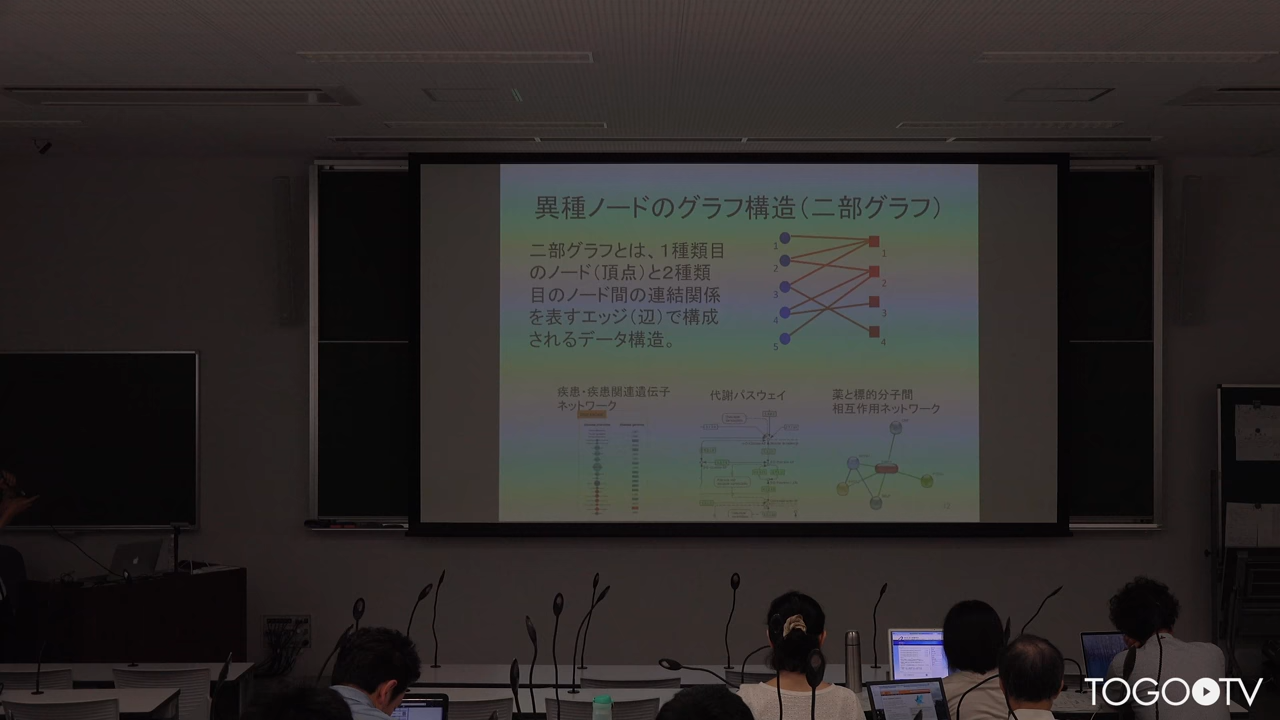 異種ノードのグラフ構造(二部グラフ)
二部グラフとは、1種類目
のノード(頂点)と2種類
目のノード間の連結関係
を表すエッジ(辺)で構成
されるデータ構造。
1
2
3
4
5
1
2
3
4
疾患・疾患関連遺伝子
ネットワーク
代謝パスウェイ
薬と標的分子間
相互作用ネットワーク
TOGOTV